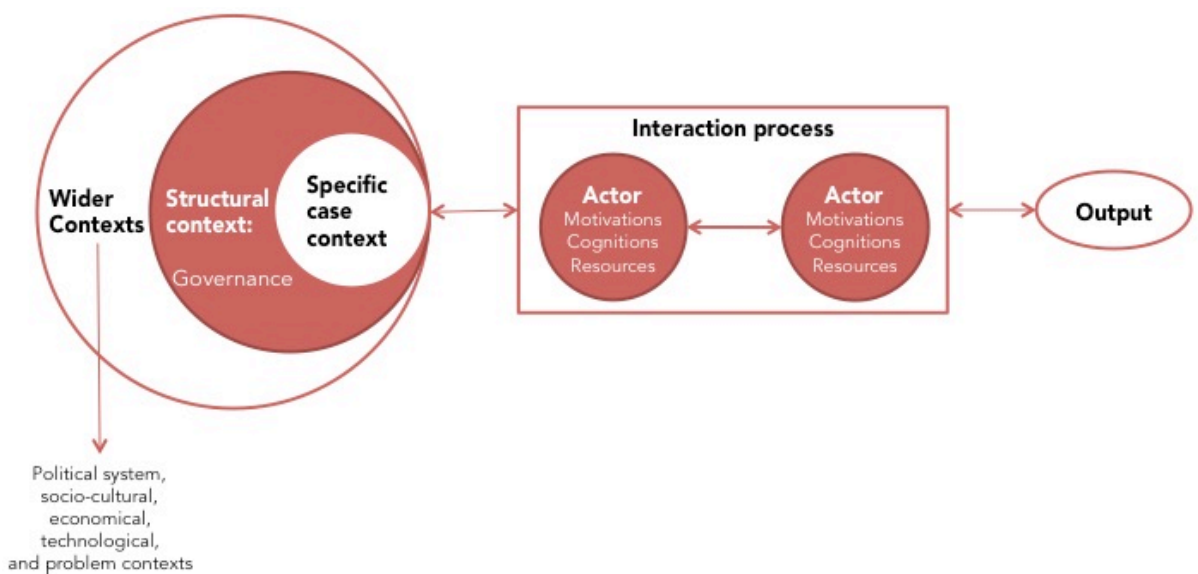 Wider
Contexts
Structural
context:
Governance
Specific
case
context
Interaction process
Actor
Motivations
Cognitions
Resources
Actor
Motivations
Cognitions
Resources
Output
Political system,
socio-cultural,
economical,
technological,
and problem contexts